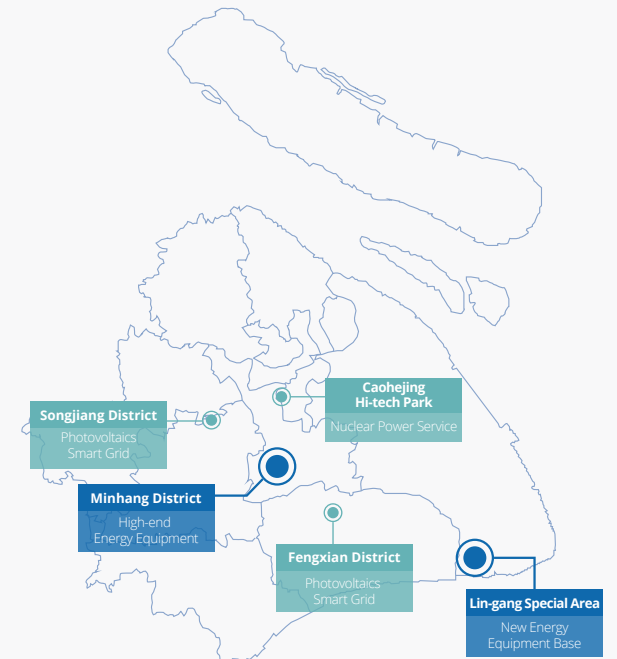 Caohejing
Hi-tech Park
Nuclear Power Service
Songjiang District
Photovoltaics
Smart Grid
Minhang District
High-end
Energy Equipment
Fengxian District
Photovoltaics
Smart Grid
Lin-gang Special Area
New Energy
Equipment Base